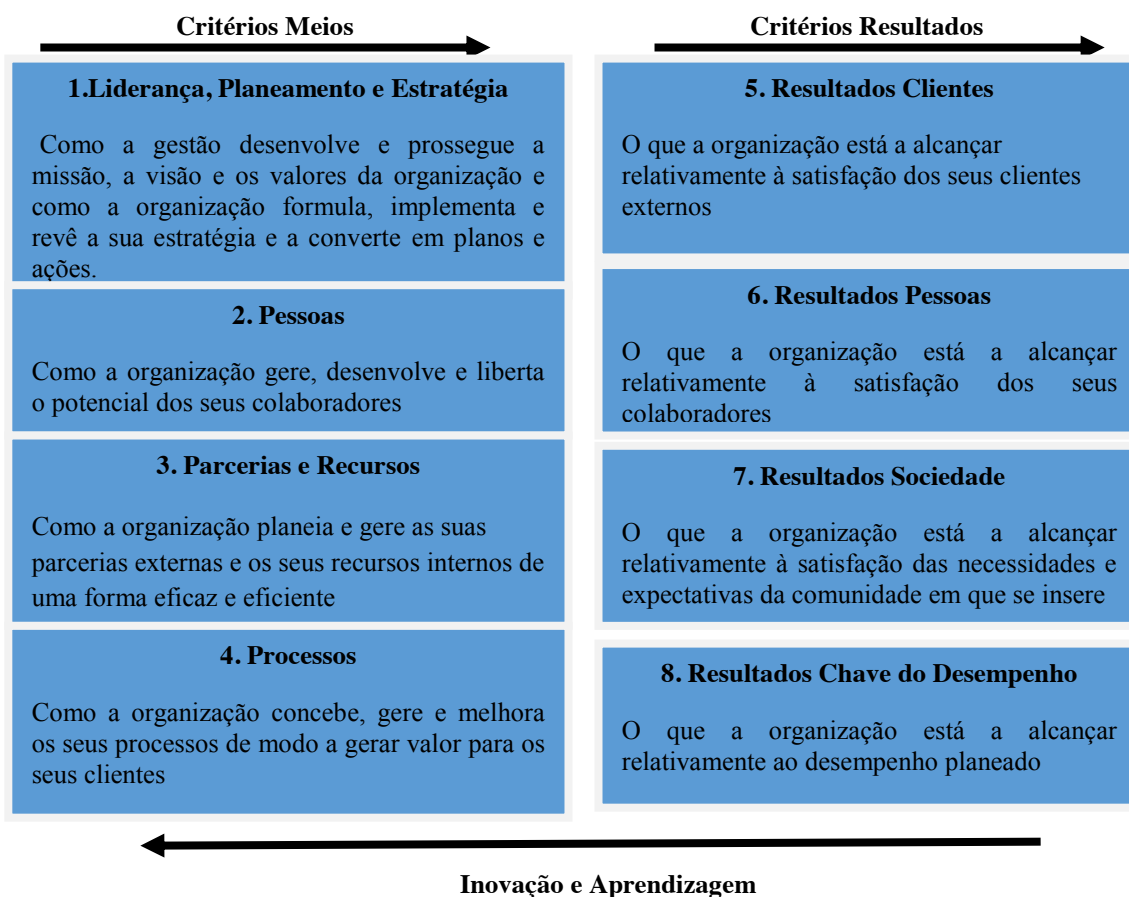 Critérios Meios
1.Liderança, Planeamento e Estratégia
Como a gestão desenvolve e prossegue a
missão, a visão e os valores da organização e
como a organização formula, implementa e
revê a sua estratégia e a converte em planos e
ações.
2. Pessoas
Como a organização gere, desenvolve e liberta
o potencial dos seus colaboradores
3. Parcerias e Recursos
Como a organização planeia e gere as suas
parcerias externas e os seus recursos internos de
uma forma eficaz e eficiente
4. Processos
Como a organização concebe, gere e melhora
os seus processos de modo a gerar valor para os
seus clientes
Critérios Resultados
5. Resultados Clientes
O que a organização está a alcançar
relativamente à satisfação dos seus clientes
externos
6. Resultados Pessoas
O que a organização está a alcançar
relativamente à satisfação dos seus
colaboradores
7. Resultados Sociedade
O que a organização está a alcançar
relativamente à satisfação das necessidades e
expectativas da comunidade em que se insere
8. Resultados Chave do Desempenho
O que a organização está a alcançar
relativamente ao desempenho planeado
Inovação e Aprendizagem